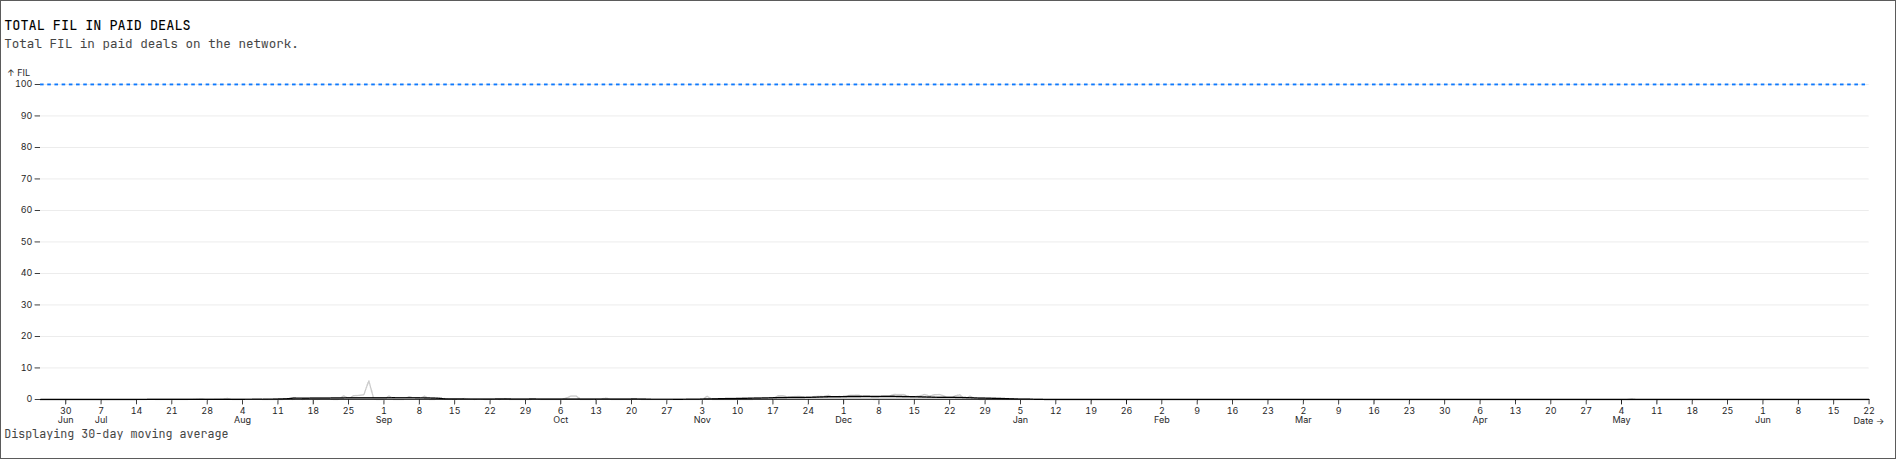 TOTAL FIL IN PAID DEALS
Total FIL in paid deals on the network.
↑ FIL
100
90
80
70
60
50
40
30
20
10
0
30 7 14 21 28 4 11 18 25 1 8 15 22 29 6 13 20 27 3 10 17 24 1 8 15 22 29 5 12 19 26 2 9 16 23 2 9 16 23 30 6 13 20 27 4 11 18 25 1 8 15 22
Jun Jul Aug Sep Oct Nov Dec Jan Feb Mar Apr May Jun Date →
Displaying 30-day moving average